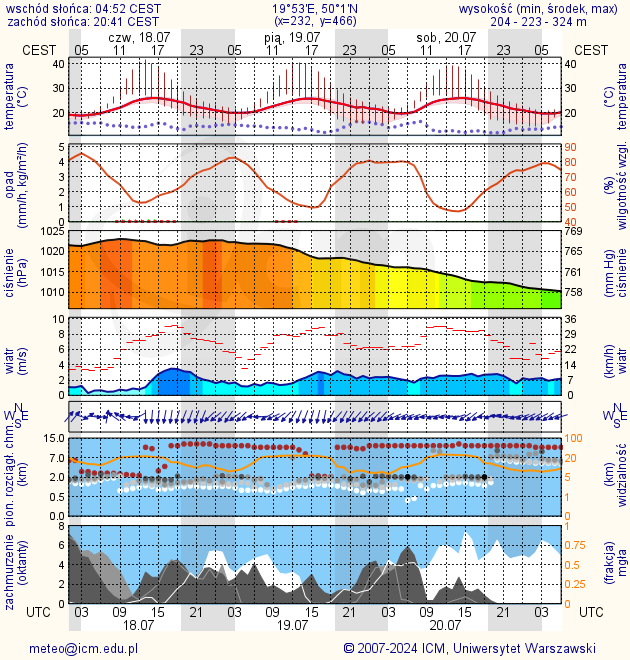 wschód słońca: 04:52 CEST 19°53'E, 50°1'N wysokość (min, środek, max)
zachód słońca: 20:41 CEST (x=232, y=466) 204 - 223 - 324 m
czw, 18.07 pią, 19.07 sob, 20.07
CEST 05 11 17 23 05 11 17 23 05 11 17 23 05 CEST
temperatura (°C)
40 40
30 30
20 20
temperatura (°C)
opad (mm/h, kg/m²/h)
5 90
4 80
3 70
2 60
1 50
0 40
(%) wilgotność wzgl.
ciśnienie (hPa)
1025 769
1020 765
1015 761
1010 758
(mm Hg) ciśnienie
wiatr (m/s)
10 36
8 29
6 22
4 14
2 7
0 0
(km/h) wiatr
N N
W E W E
S S
pion. rozciągł. chm. (km)
15.0 100
7.0 20
2.0 5
0.5 1
0.0 0
(km) widzialność
zachmurzenie (oktanty)
8 1
6 0.75
4 0.5
2 0.25
0 0
(frakcja) mgła
UTC 03 09 15 21 03 09 15 21 03 09 15 21 03 UTC
18.07 19.07 20.07
meteo@icm.edu.pl © 2007-2024 ICM, Uniwersytet Warszawski